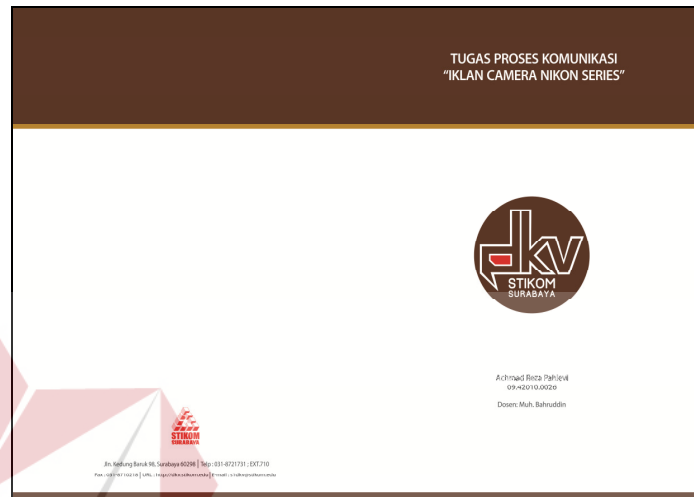 TUGAS PROSES KOMUNIKASI
“IKLAN CAMERA NIKON SERIES”
dkv
STIKOM
SURABAYA
Achmad Reza Pahlevi
09.42010.0026
Dosen: Muh. Bahruddin
STIKOM
SURABAYA
Jln. Kedung Baruk 98, Surabaya 60298 | Telp : 031-8721731 ; EXT.710